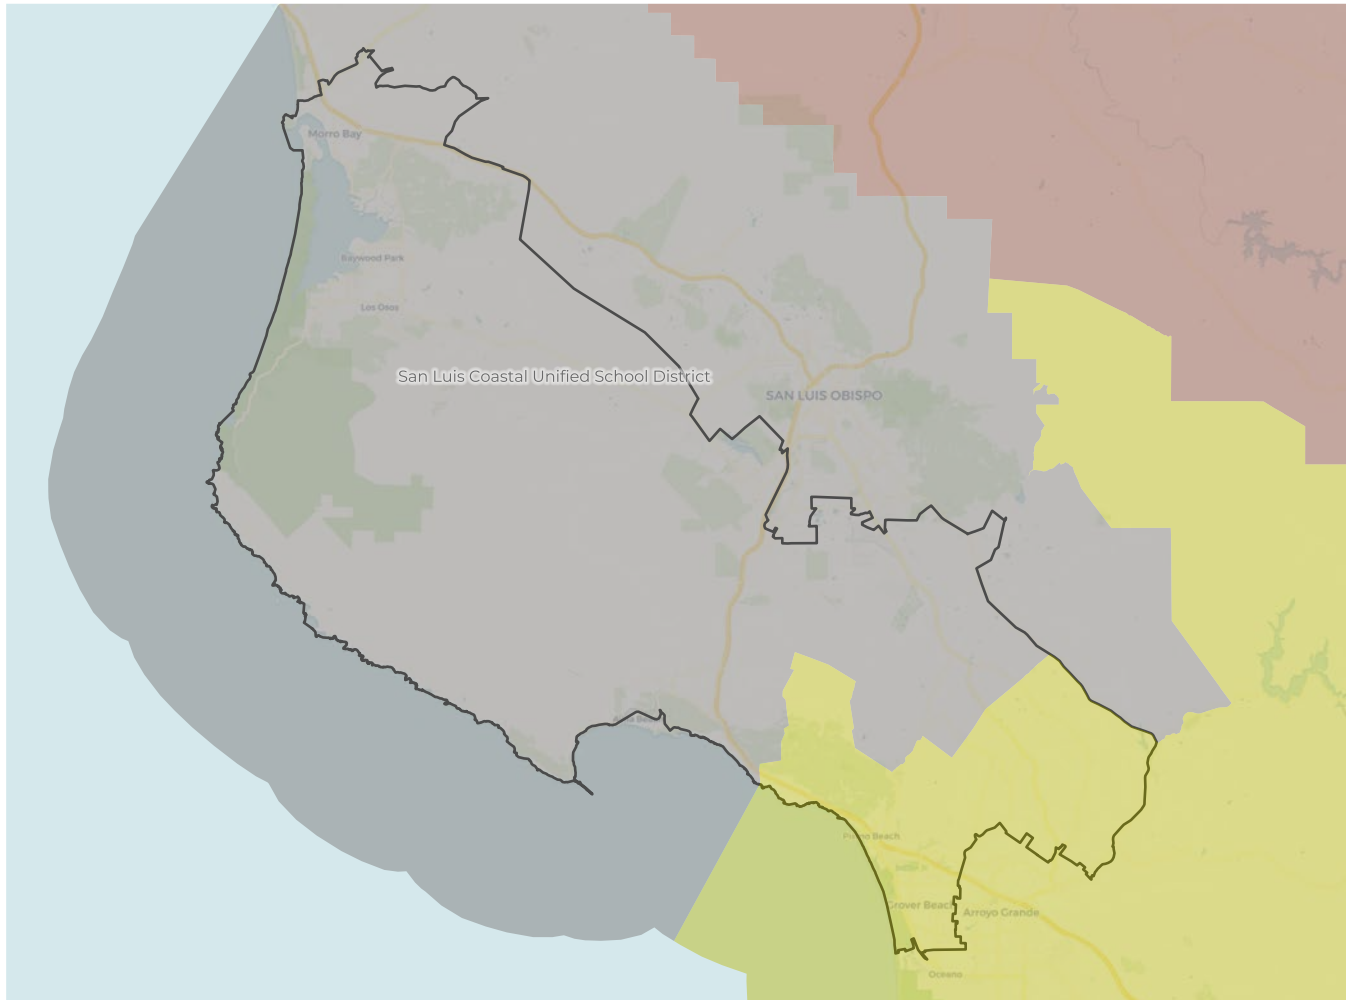 Morro Bay
Baywood Park
Los Osos
San Luis Coastal Unified School District
SAN LUIS OBISPO
Pismo Beach
Grover Beach
Arroyo Grande
Oceano